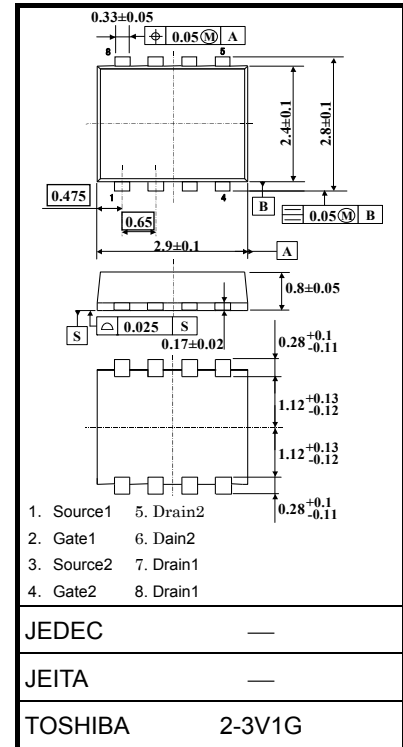 0.33±0.05
⌖ 0.05Ⓜ A
8 5
2.4±0.1
2.8±0.1
0.475
1 4
B
⌯ 0.05Ⓜ B
0.65
2.9±0.1
A
0.8±0.05
S
⌓ 0.025 S
0.17±0.02
0.28 +0.1 -0.11
1.12 +0.13 -0.12
1.12 +0.13 -0.12
0.28 +0.1 -0.11
1. Source1 5. Drain2
2. Gate1 6. Dain2
3. Source2 7. Drain1
4. Gate2 8. Drain1
JEDEC —
JEITA —
TOSHIBA 2-3V1G